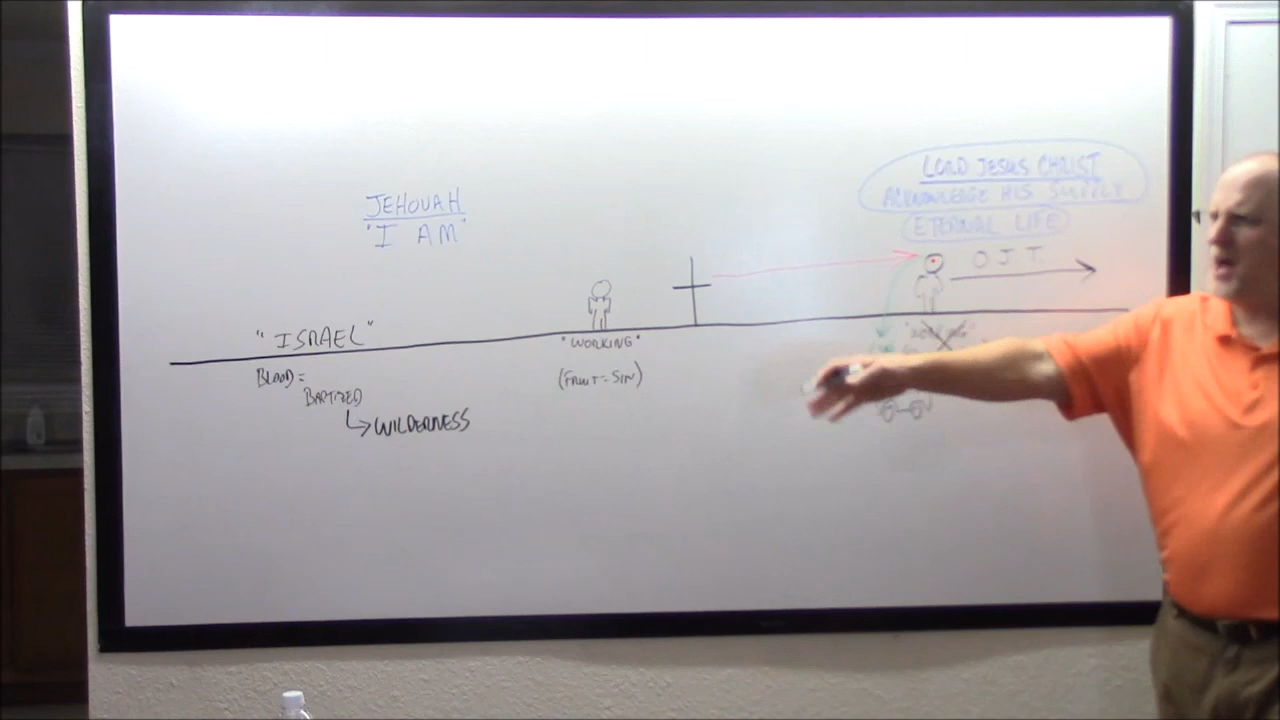 JEHOVAH
"I AM"
"ISRAEL"
BLOOD =
BAPTIZED
WILDERNESS
"WORKING"
(FRUIT = SIN)
LORD JESUS CHRIST
ACKNOWLEDGE HIS SUPPLY
ETERNAL LIFE
O J T.